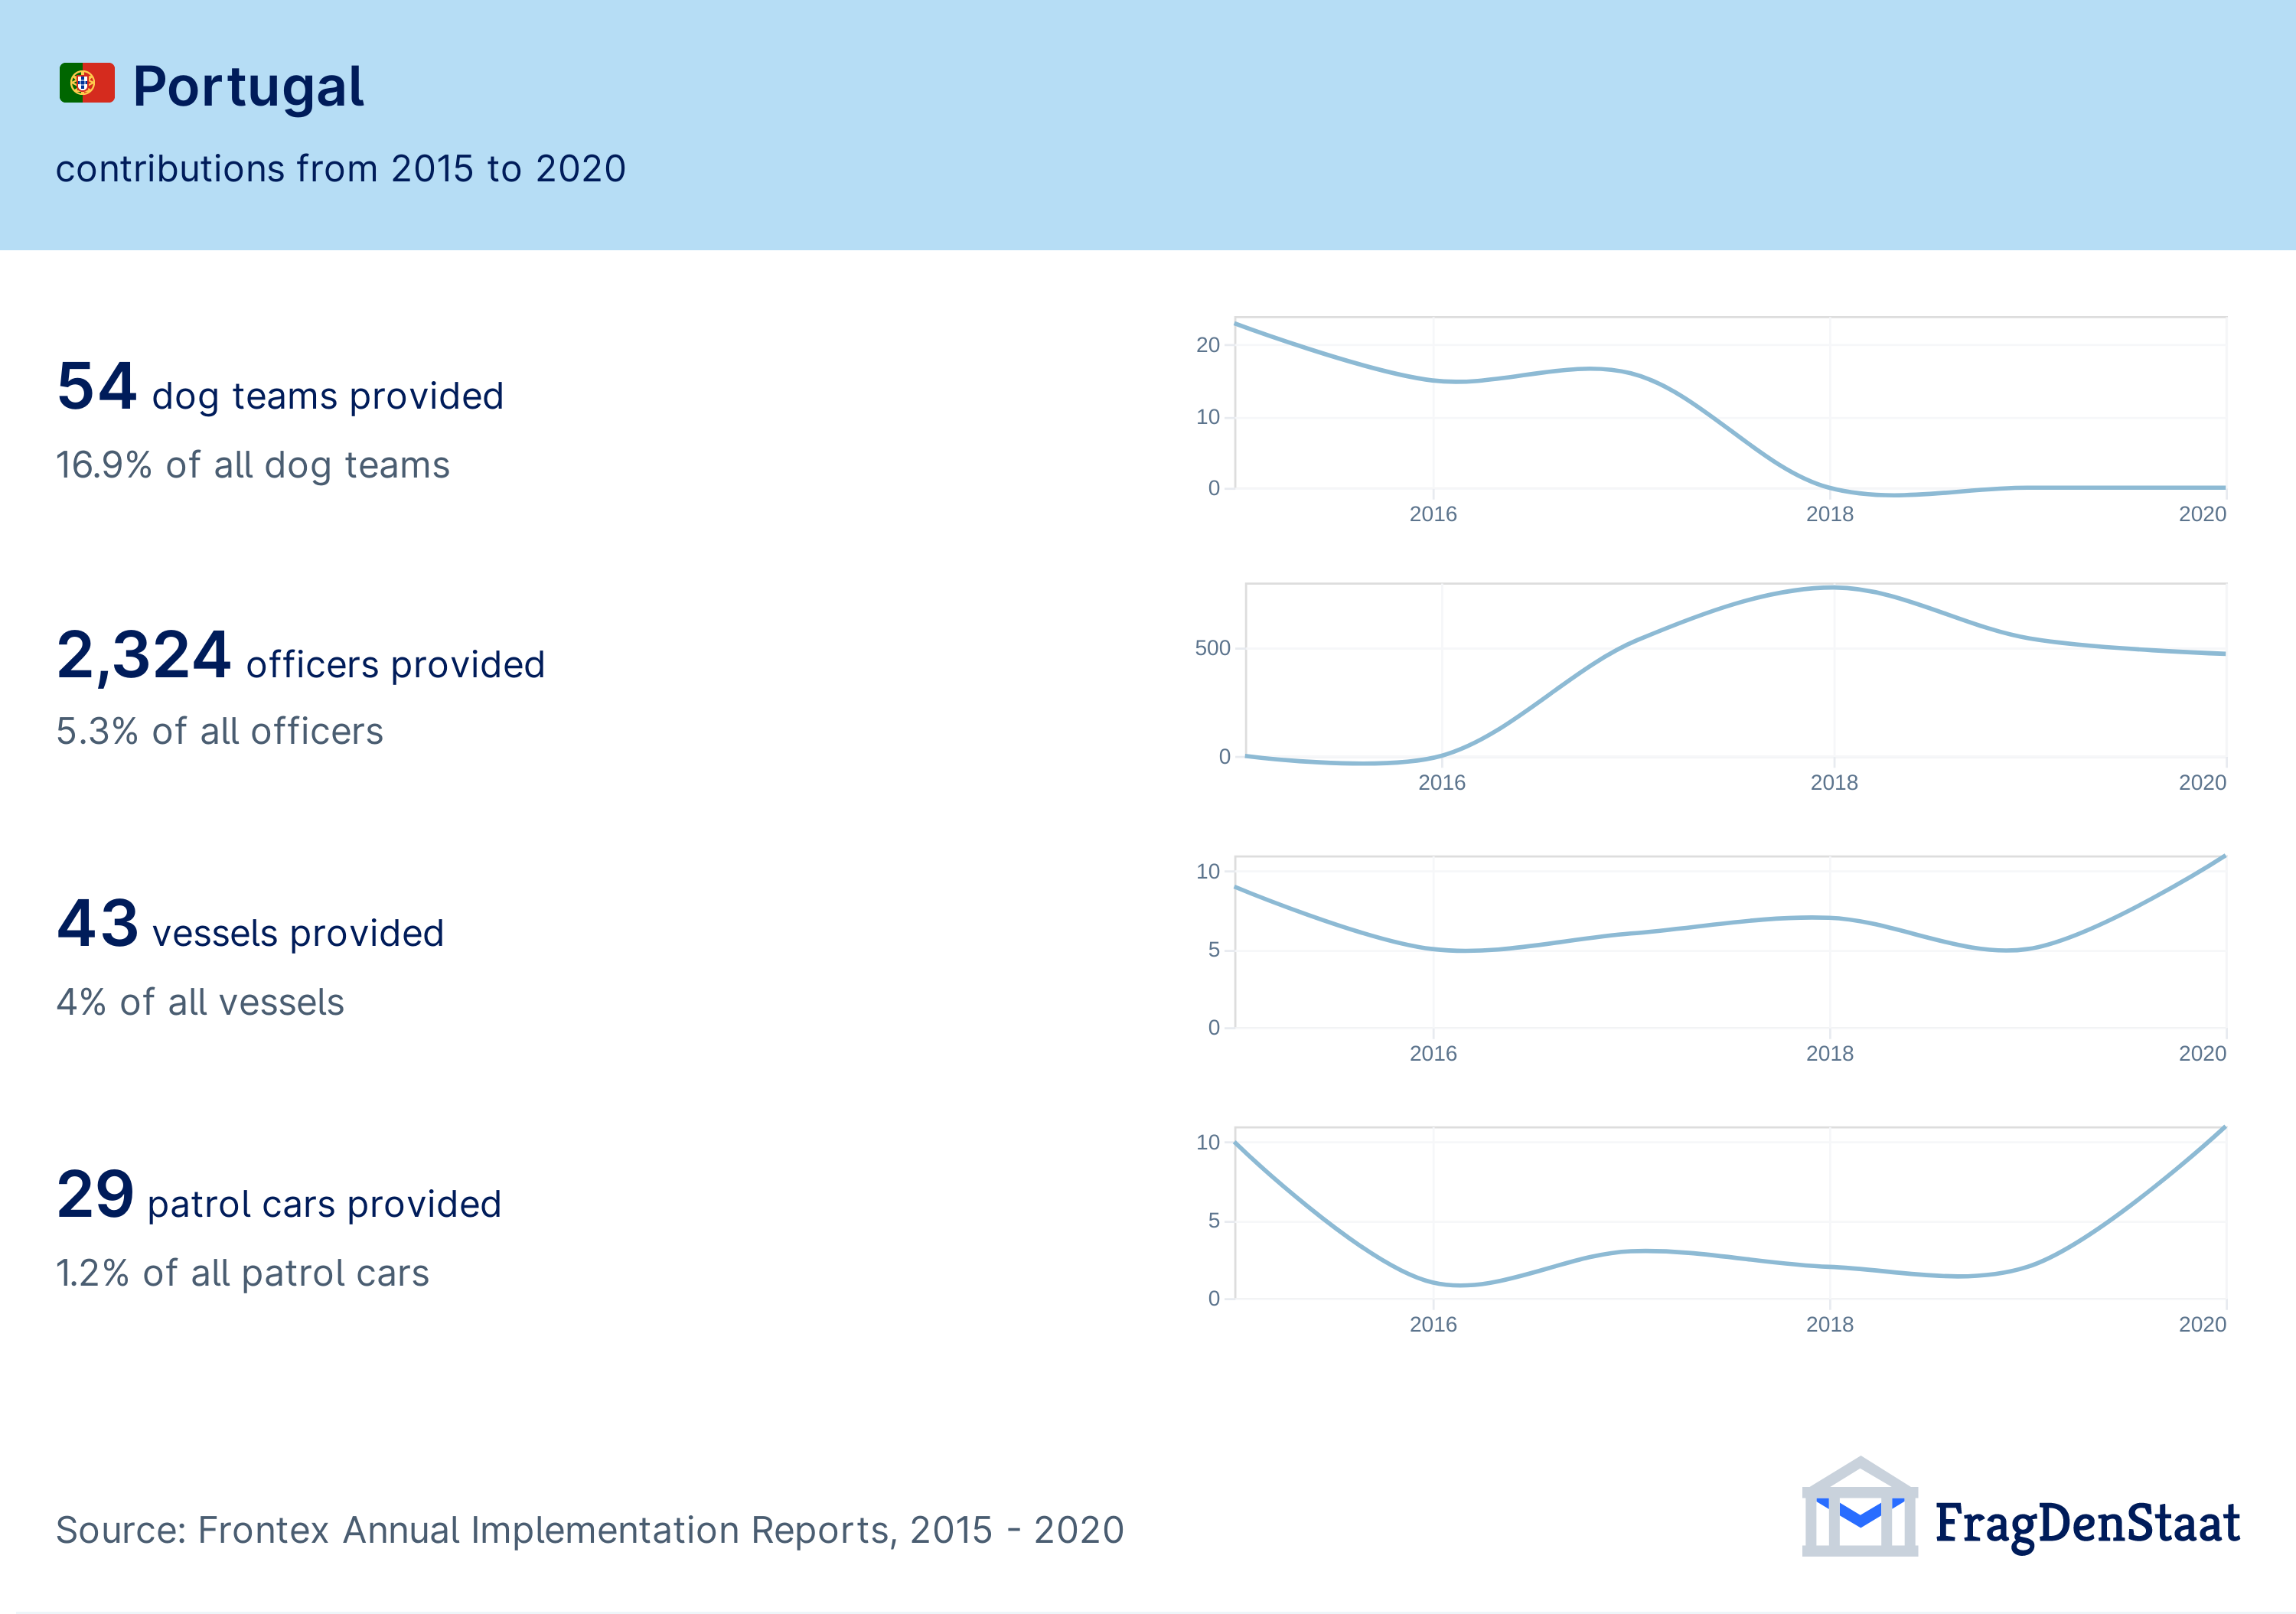 Portugal
contributions from 2015 to 2020
54 dog teams provided
16.9% of all dog teams
20
10
0
2016
2018
2020
2,324 officers provided
5.3% of all officers
500
0
2016
2018
2020
43 vessels provided
4% of all vessels
10
5
0
2016
2018
2020
29 patrol cars provided
1.2% of all patrol cars
10
5
0
2016
2018
2020
Source: Frontex Annual Implementation Reports, 2015 - 2020
FragDenStaat